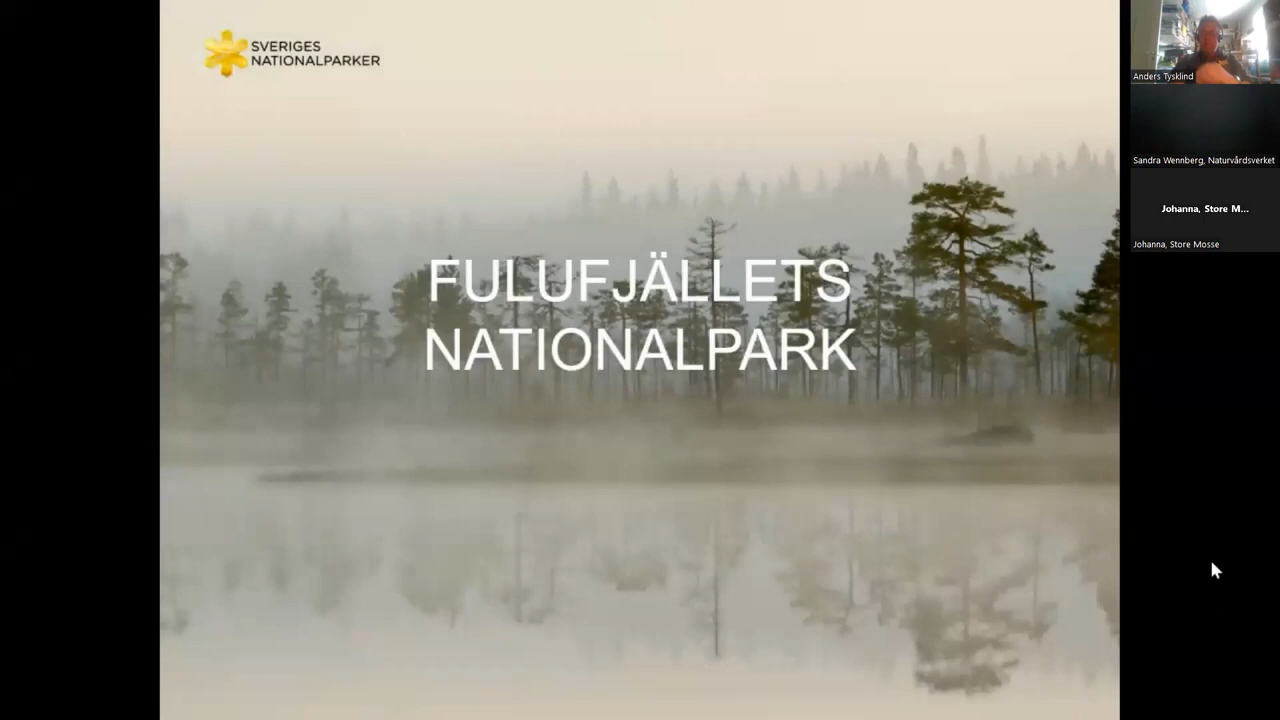 SVERIGES
NATIONALPARKER
FULUFJÄLLETS
NATIONALPARK
Anders Tysklind
Sandra Wennberg, Naturvårdsverket
Johanna, Store M...
Johanna, Store Mosse